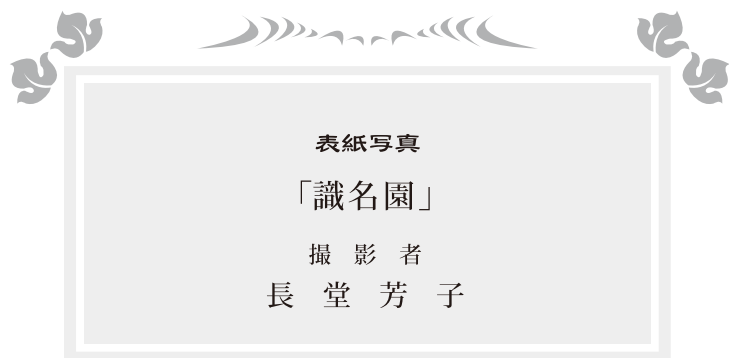 表紙写真
「識名園」
撮 影 者
長 堂 芳 子